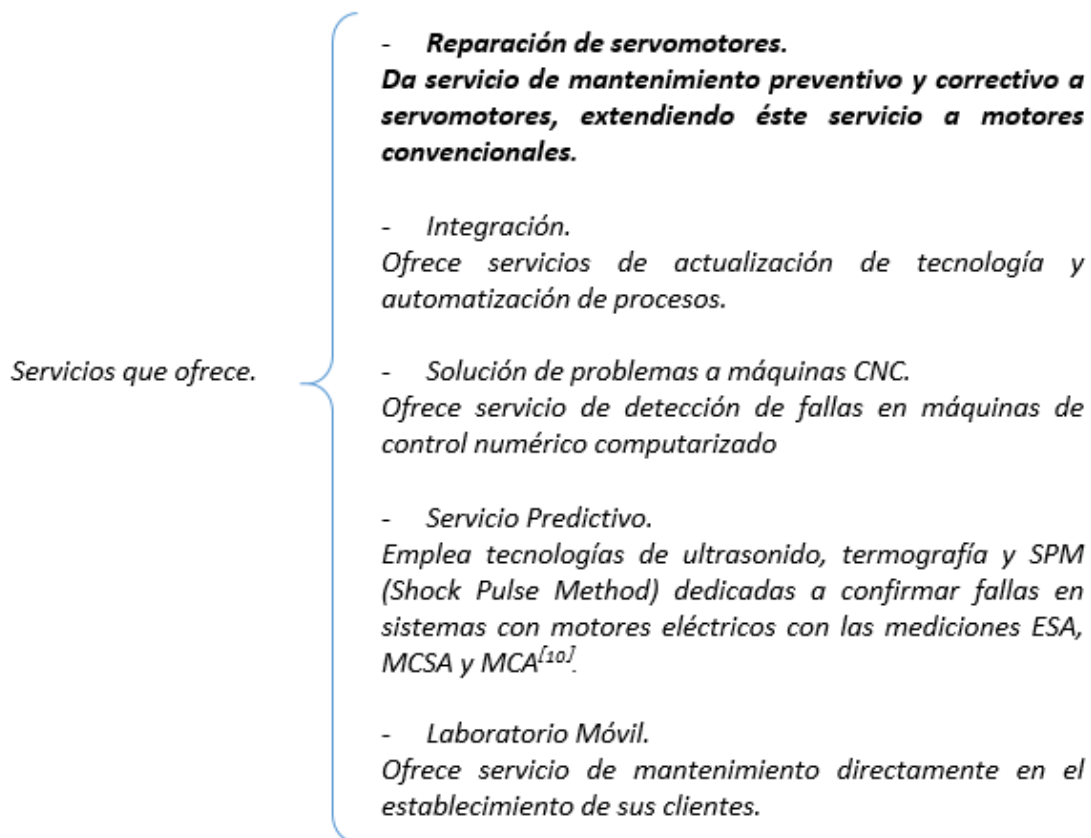 Servicios que ofrece.
- Reparación de servomotores.
Da servicio de mantenimiento preventivo y correctivo a
servomotores, extendiendo éste servicio a motores
convencionales.
- Integración.
Ofrece servicios de actualización de tecnología y
automatización de procesos.
- Solución de problemas a máquinas CNC.
Ofrece servicio de detección de fallas en máquinas de
control numérico computarizado
- Servicio Predictivo.
Emplea tecnologías de ultrasonido, termografía y SPM
(Shock Pulse Method) dedicadas a confirmar fallas en
sistemas con motores eléctricos con las mediciones ESA,
MCSA y MCA[10].
- Laboratorio Móvil.
Ofrece servicio de mantenimiento directamente en el
establecimiento de sus clientes.